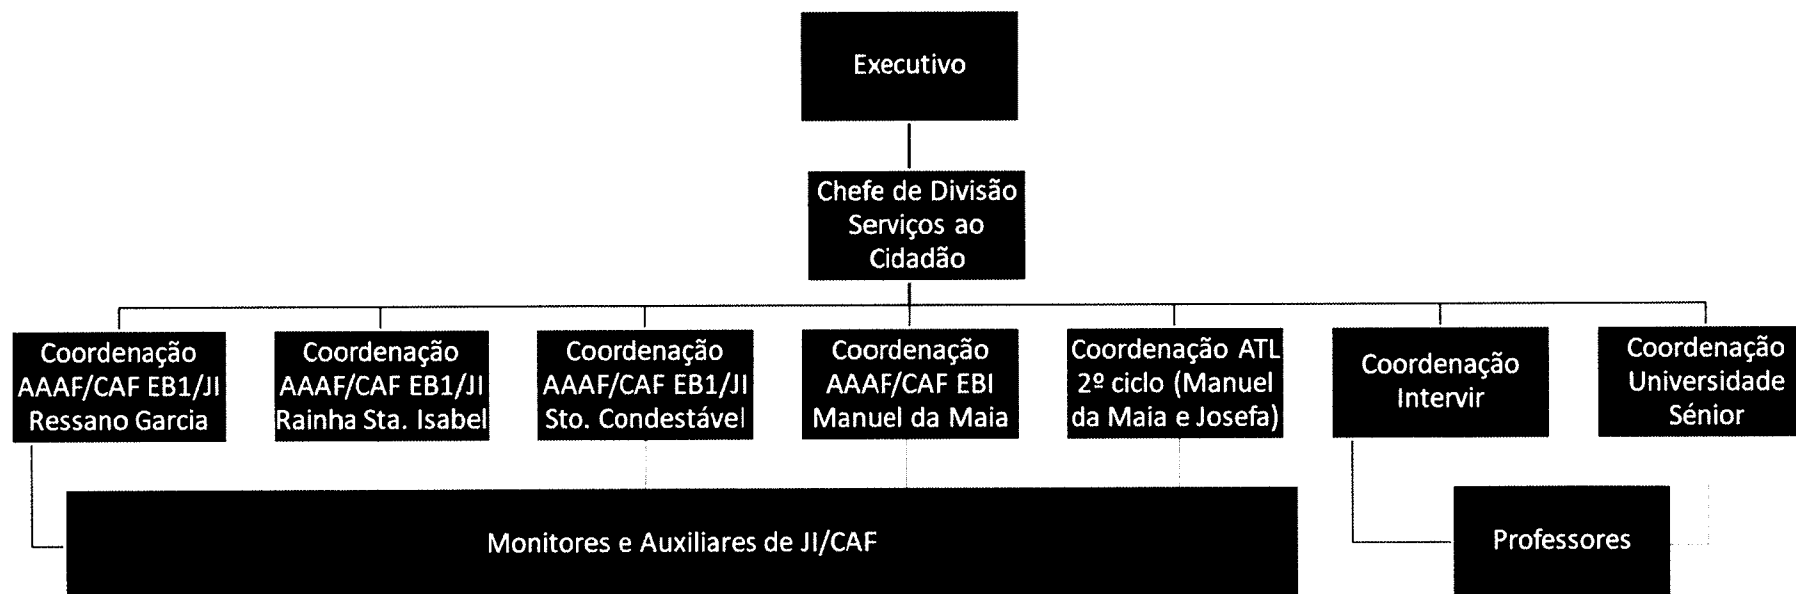 Executivo
Chefe de Divisão
Serviços ao
Cidadão
Coordenação
AAAF/CAF EB1/JI
Ressano Garcia
Coordenação
AAAF/CAF EB1/JI
Rainha Sta. Isabel
Coordenação
AAAF/CAF EB1/JI
Sto. Condestável
Coordenação
AAAF/CAF EBI
Manuel da Maia
Coordenação ATL
2º ciclo (Manuel
da Maia e Josefa)
Coordenação
Intervir
Coordenação
Universidade
Sénior
Monitores e Auxiliares de JI/CAF
Professores